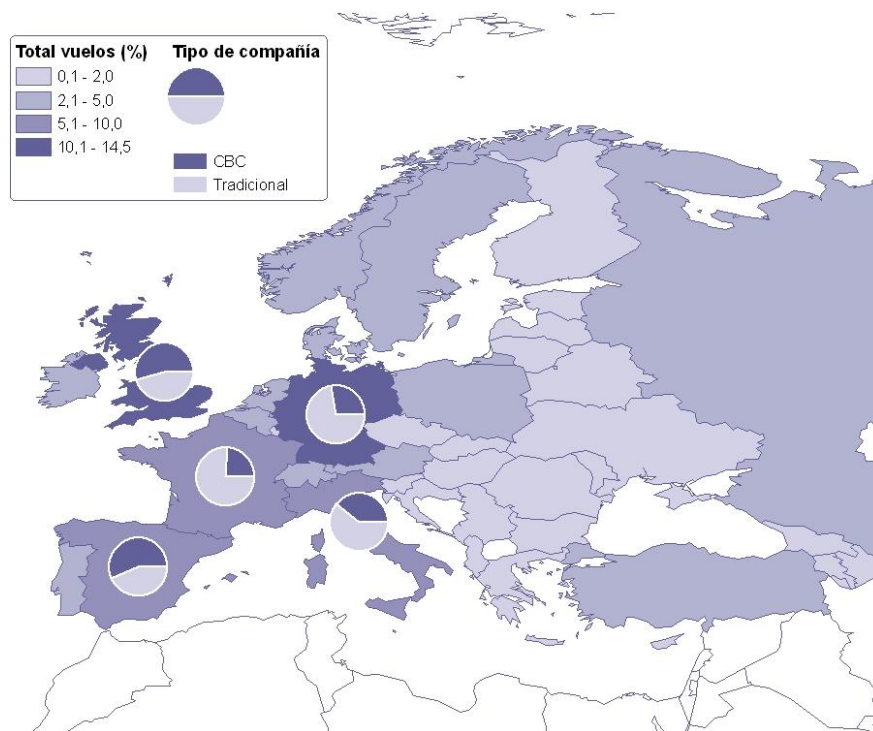 Total vuelos (%)
0,1 - 2,0
2,1 - 5,0
5,1 - 10,0
10,1 - 14,5
Tipo de compañía
CBC
Tradicional